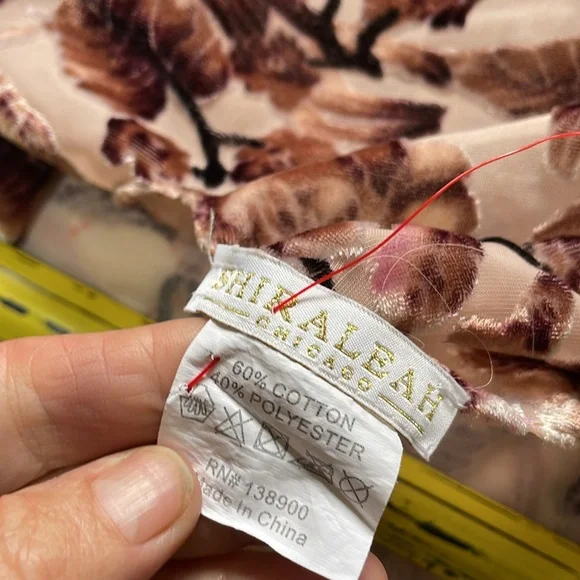 SHIRALEAH
CHICAGO
60% COTTON
40% POLYESTER
RN# 138900
Made In China